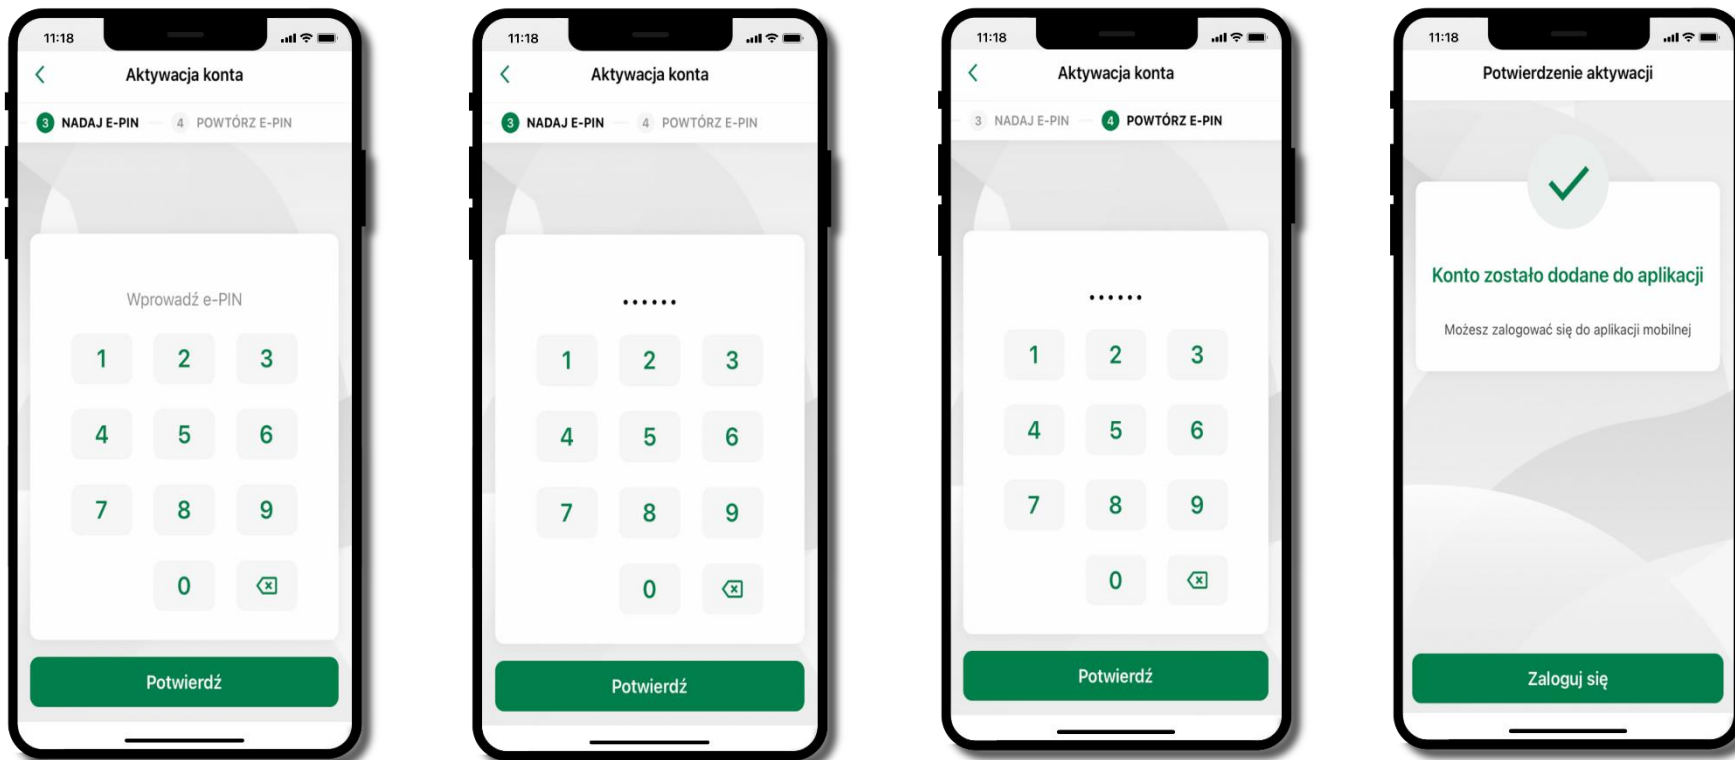 11:18
Aktywacja konta
3 NADAJ E-PIN 4 POWTÓRZ E-PIN
Wprowadź e-PIN
1 2 3
4 5 6
7 8 9
0
Potwierdź
11:18
Aktywacja konta
3 NADAJ E-PIN 4 POWTÓRZ E-PIN
••••••
1 2 3
4 5 6
7 8 9
0
Potwierdź
11:18
Aktywacja konta
3 NADAJ E-PIN 4 POWTÓRZ E-PIN
••••••
1 2 3
4 5 6
7 8 9
0
Potwierdź
11:18
Potwierdzenie aktywacji
Konto zostało dodane do aplikacji
Możesz zalogować się do aplikacji mobilnej
Zaloguj się